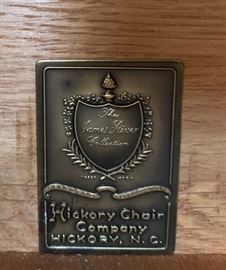 The
James River
Collection
Hickory Chair
Company
HICKORY, N.C.